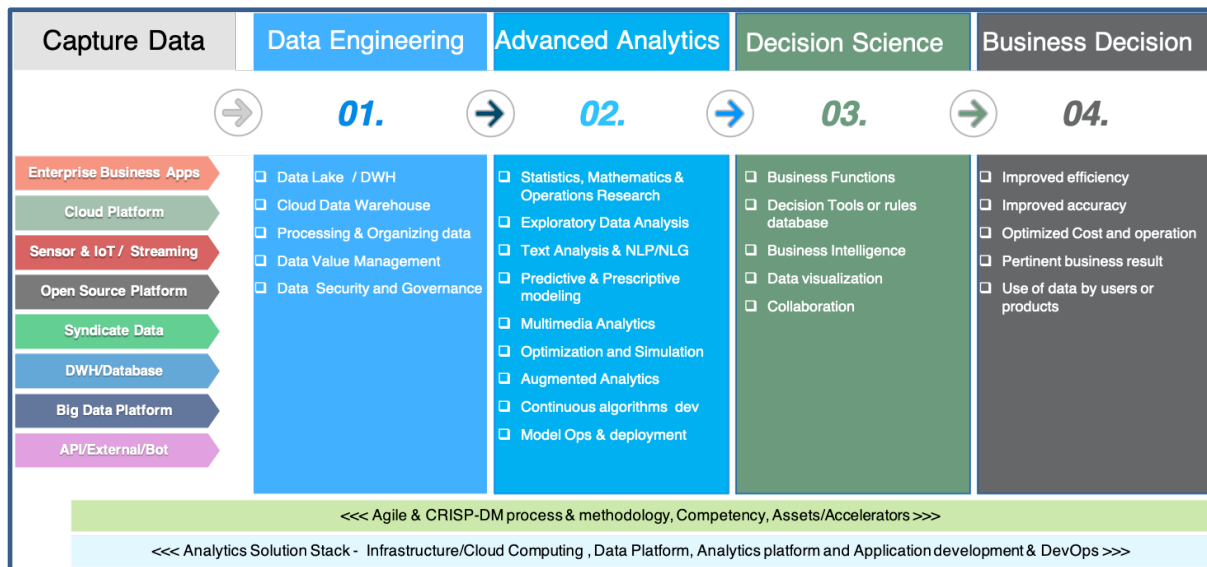 Capture Data
Data Engineering
Advanced Analytics
Decision Science
Business Decision
01.
02.
03.
04.
Enterprise Business Apps
Cloud Platform
Sensor & IoT / Streaming
Open Source Platform
Syndicate Data
DWH/Database
Big Data Platform
API/External/Bot
Data Lake / DWH
Cloud Data Warehouse
Processing & Organizing data
Data Value Management
Data Security and Governance
Statistics, Mathematics &
Operations Research
Exploratory Data Analysis
Text Analysis & NLP/NLG
Predictive & Prescriptive
modeling
Multimedia Analytics
Optimization and Simulation
Augmented Analytics
Continuous algorithms dev
Model Ops & deployment
Business Functions
Decision Tools or rules
database
Business Intelligence
Data visualization
Collaboration
Improved efficiency
Improved accuracy
Optimized Cost and operation
Pertinent business result
Use of data by users or
products
<<< Agile & CRISP-DM process & methodology, Competency, Assets/Accelerators >>>
<<< Analytics Solution Stack - Infrastructure/Cloud Computing , Data Platform, Analytics platform and Application development & DevOps >>>